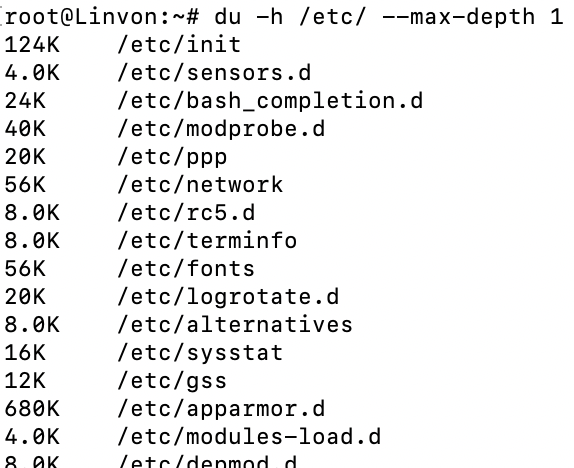 root@Linvon:~# du -h /etc/ --max-depth 1
124K /etc/init
4.0K /etc/sensors.d
24K /etc/bash_completion.d
40K /etc/modprobe.d
20K /etc/ppp
56K /etc/network
8.0K /etc/rc5.d
8.0K /etc/terminfo
56K /etc/fonts
20K /etc/logrotate.d
8.0K /etc/alternatives
16K /etc/sysstat
12K /etc/gss
680K /etc/apparmor.d
4.0K /etc/modules-load.d
8.0K /etc/depmod.d